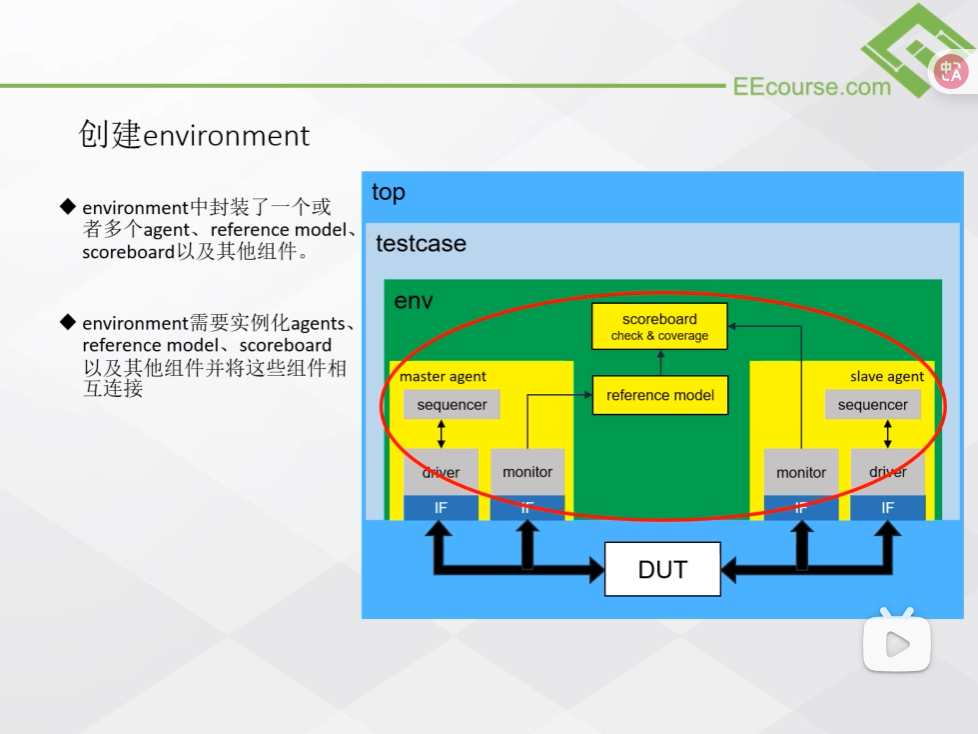 EEcourse.com
中
A
创建environment
◆ environment中封装了一个或
者多个agent、reference model、
scoreboard以及其他组件。
◆ environment需要实例化agents、
reference model、scoreboard
以及其他组件并将这些组件相
互连接
top
testcase
env
scoreboard
check & coverage
reference model
master agent
sequencer
driver
monitor
IF
IF
slave agent
sequencer
monitor
driver
IF
IF
DUT